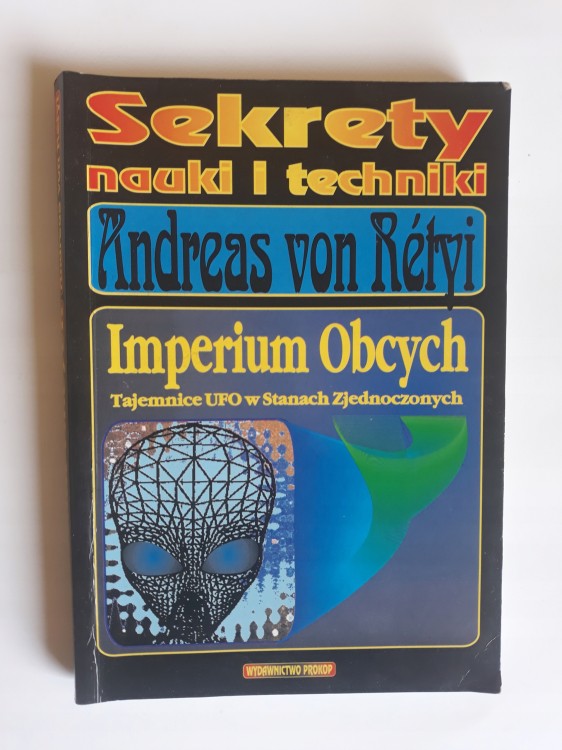 Sekrety
nauki i techniki
Andreas von Rétyi
Imperium Obcych
Tajemnice UFO w Stanach Zjednoczonych
WYDAWNICTWO PROKOP